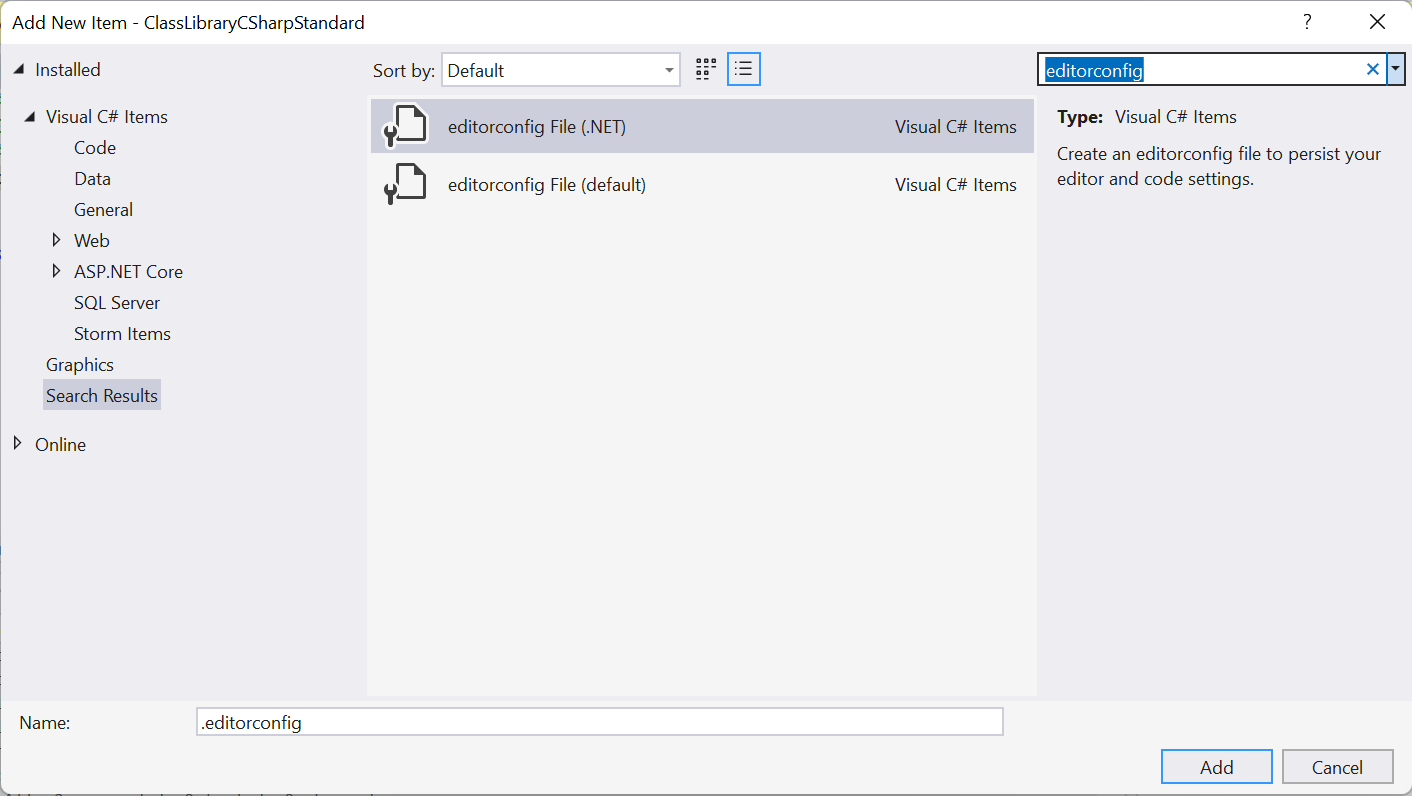 Add New Item - ClassLibraryCSharpStandard
?
Installed
Visual C# Items
Code
Data
General
Web
ASP.NET Core
SQL Server
Storm Items
Graphics
Search Results
Online
Sort by: Default
editorconfig File (.NET) Visual C# Items
editorconfig File (default) Visual C# Items
editorconfig
Type: Visual C# Items
Create an editorconfig file to persist your
editor and code settings.
Name: .editorconfig
Add Cancel